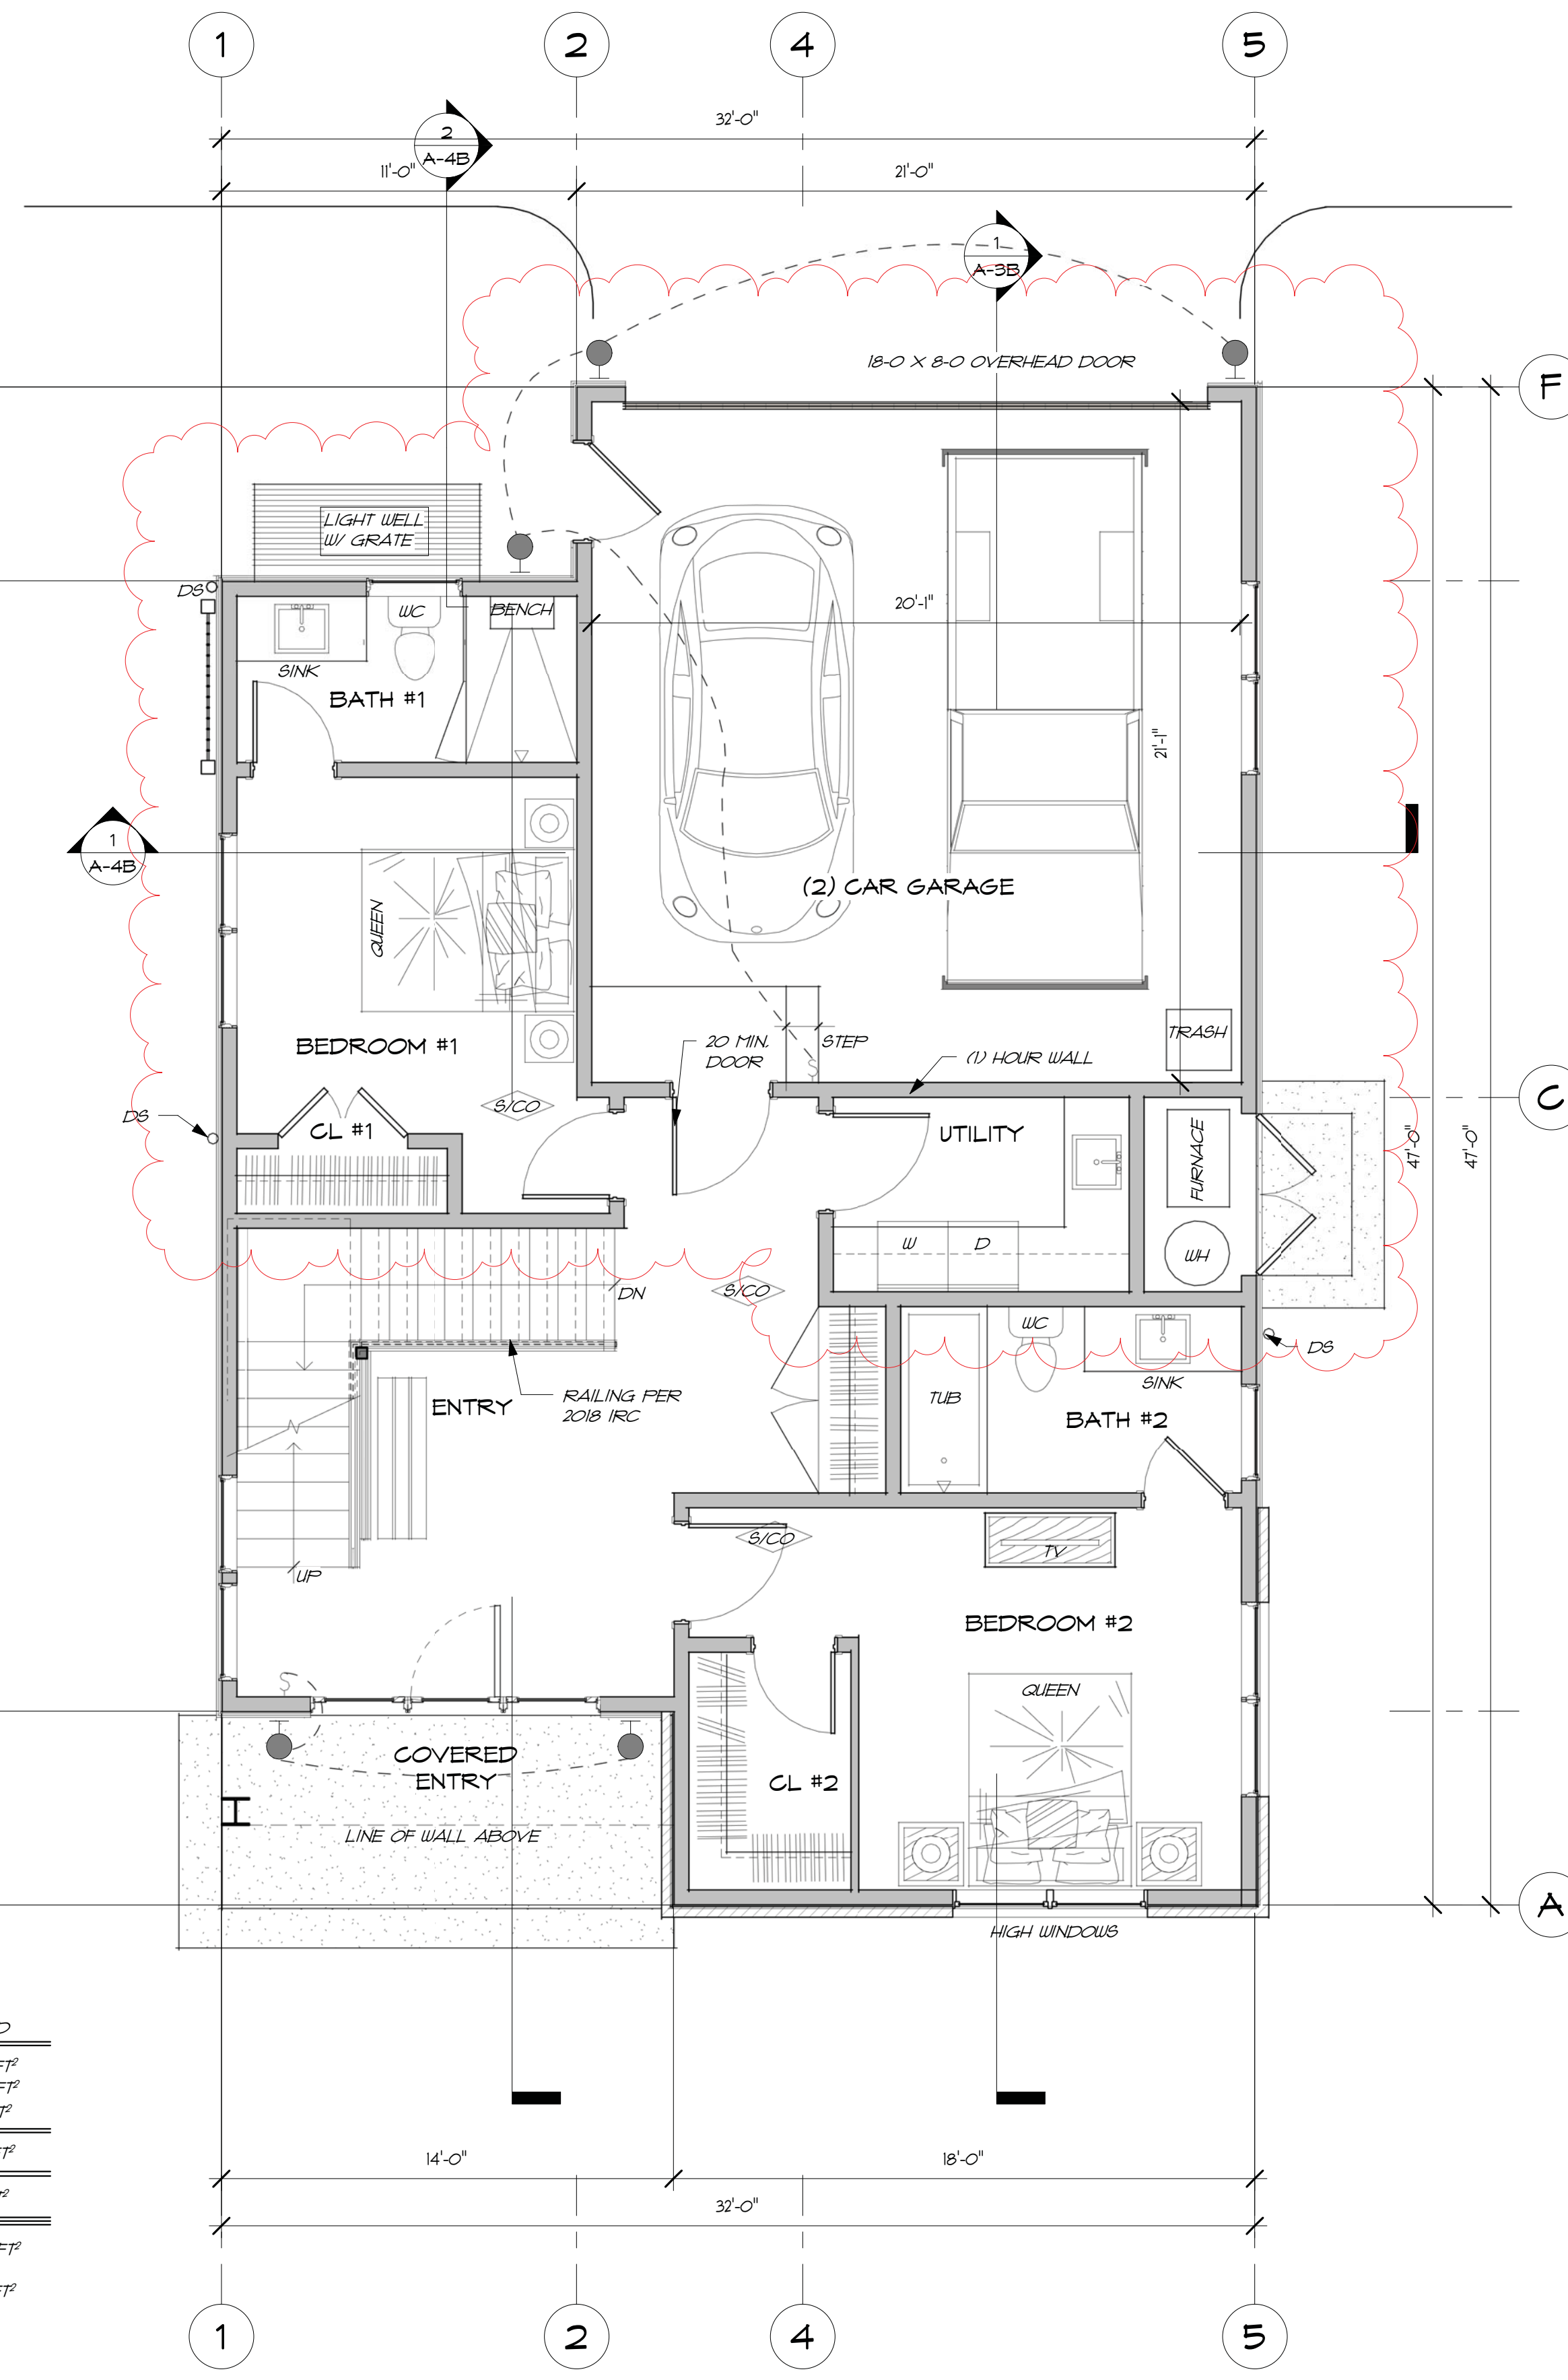 1
2
4
5
32'-0"
2
A-4B
11'-0"
21'-0"
1
A-3B
18-0 X 8-0 OVERHEAD DOOR
F
LIGHT WELL
W/ GRATE
DS
WC
BENCH
20'-1"
SINK
BATH #1
21'-1"
1
A-4B
QUEEN
(2) CAR GARAGE
BEDROOM #1
20 MIN.
DOOR
STEP
S
(1) HOUR WALL
TRASH
S/CO
DS
CL #1
UTILITY
FURNACE
C
47'-0"
47'-0"
W
D
WH
DN
S/CO
WC
DS
SINK
ENTRY
RAILING PER
2018 IRC
TUB
BATH #2
S/CO
TV
UP
BEDROOM #2
S
QUEEN
COVERED
ENTRY
CL #2
LINE OF WALL ABOVE
A
HIGH WINDOWS
FT²
FT²
FT²
FT²
14'-0"
18'-0"
32'-0"
1
2
4
5